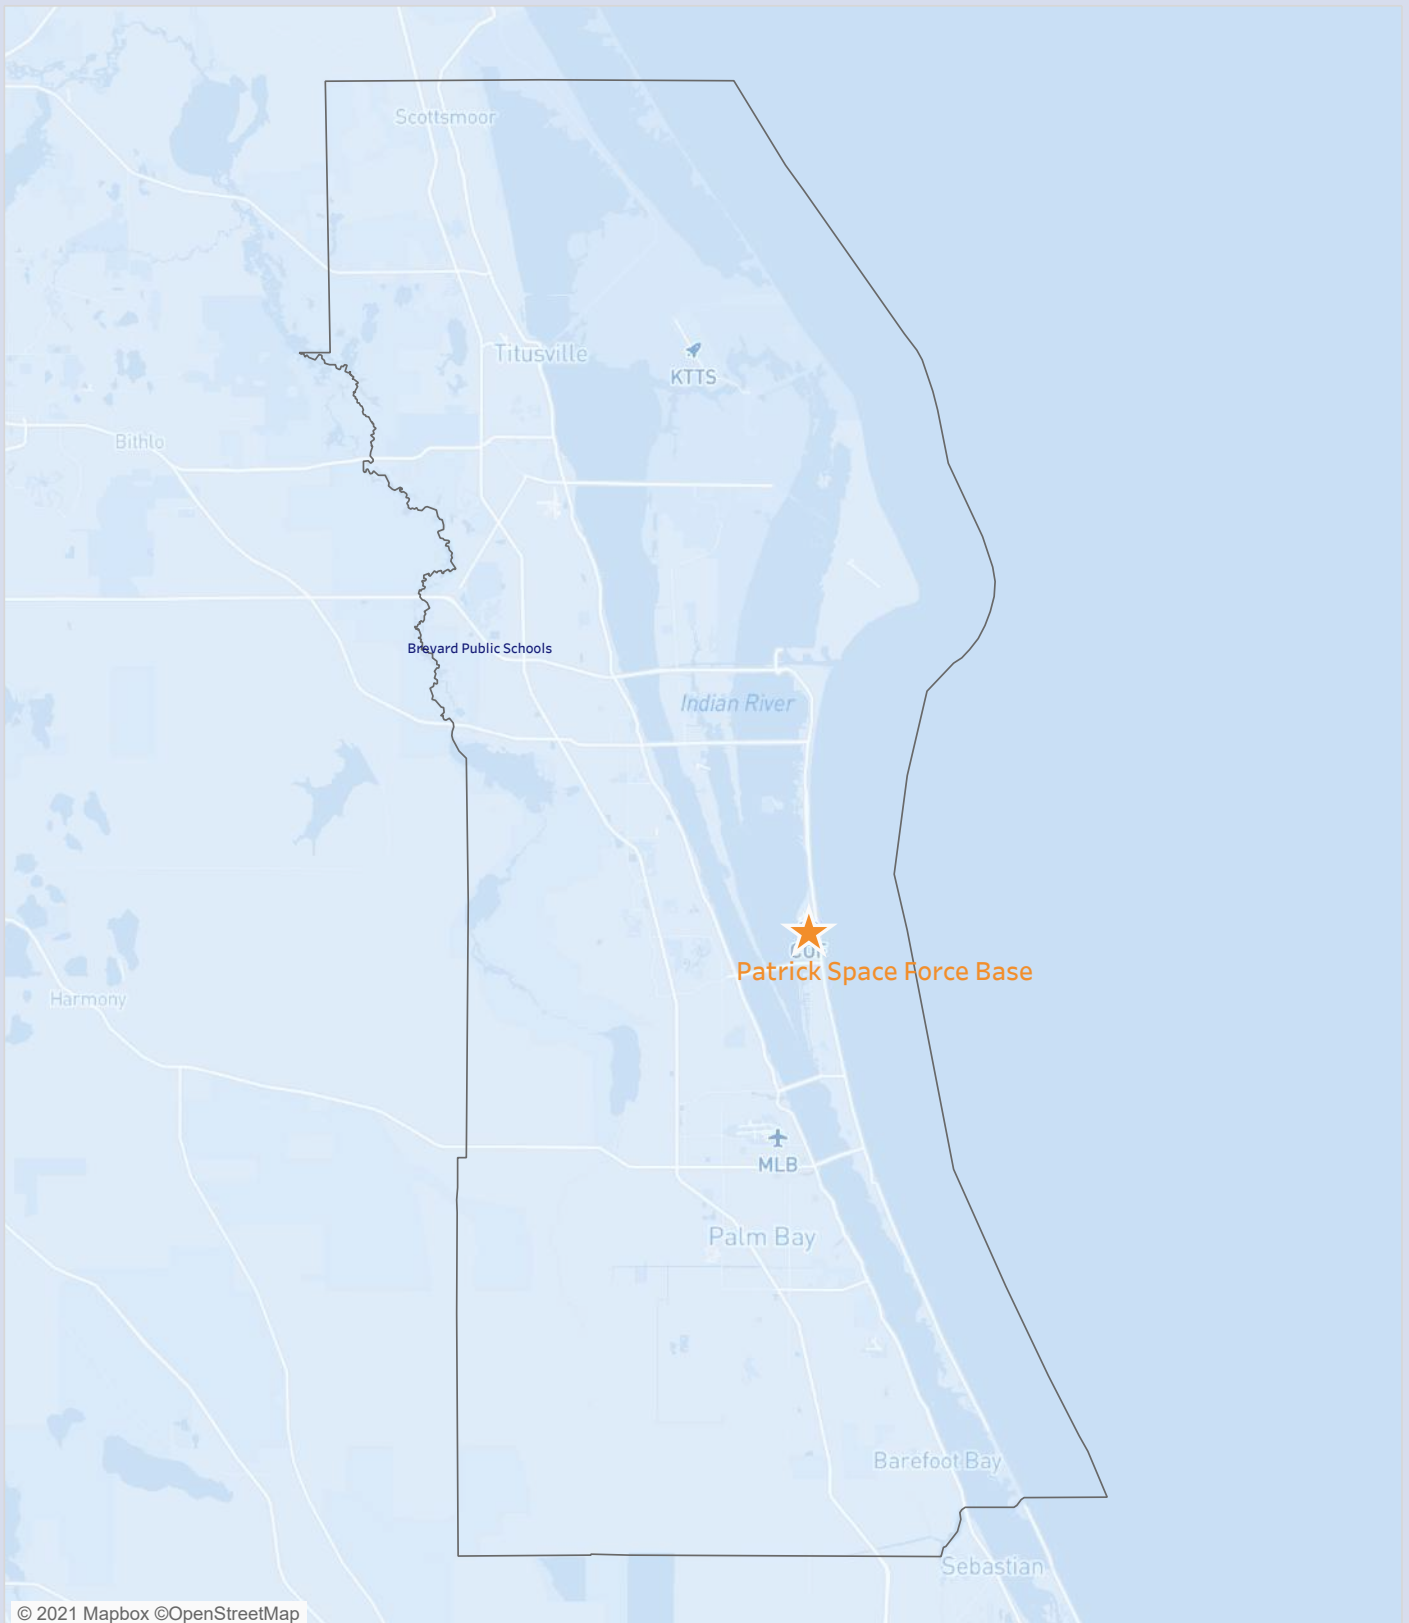 Scottsmoor
Titusville
KTTS
Bithlo
Brevard Public Schools
Indian River
Patrick Space Force Base
Harmony
MLB
Palm Bay
Barefoot Bay
Sebastian
© 2021 Mapbox ©OpenStreetMap